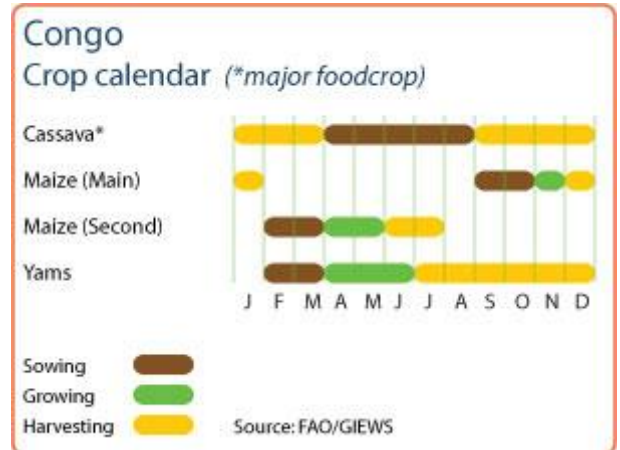 Congo
Crop calendar (*major foodcrop)
Cassava*
Maize (Main)
Maize (Second)
Yams
J F M A M J J A S O N D
Sowing
Growing
Harvesting Source: FAO/GIEWS